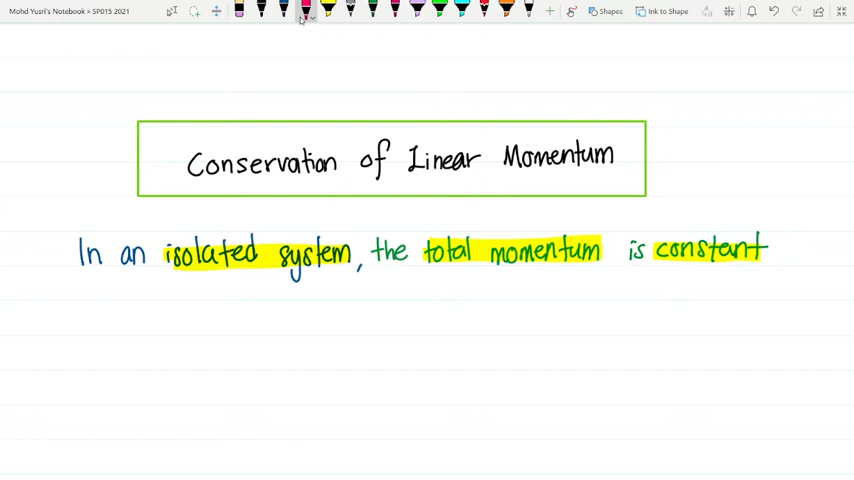 Mohd Yusri's Notebook » SP015 2021
Shapes
Ink to Shape
Conservation of Linear Momentum
In an isolated system, the total momentum is constant